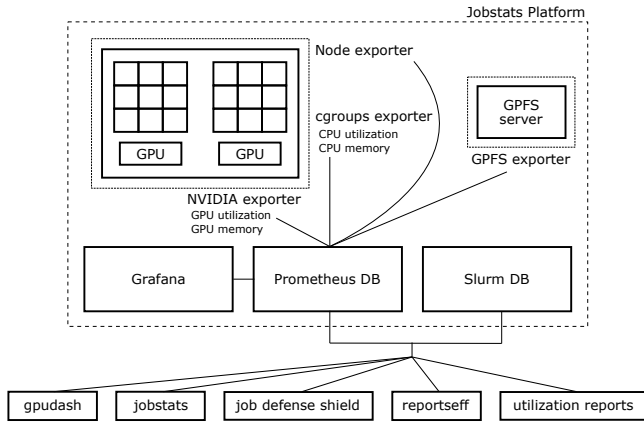 Jobstats Platform
Node exporter
cgroups exporter
CPU utilization
CPU memory
GPU
GPU
GPFS
server
GPFS exporter
NVIDIA exporter
GPU utilization
GPU memory
Grafana
Prometheus DB
Slurm DB
gpudash
jobstats
job defense shield
reportseff
utilization reports